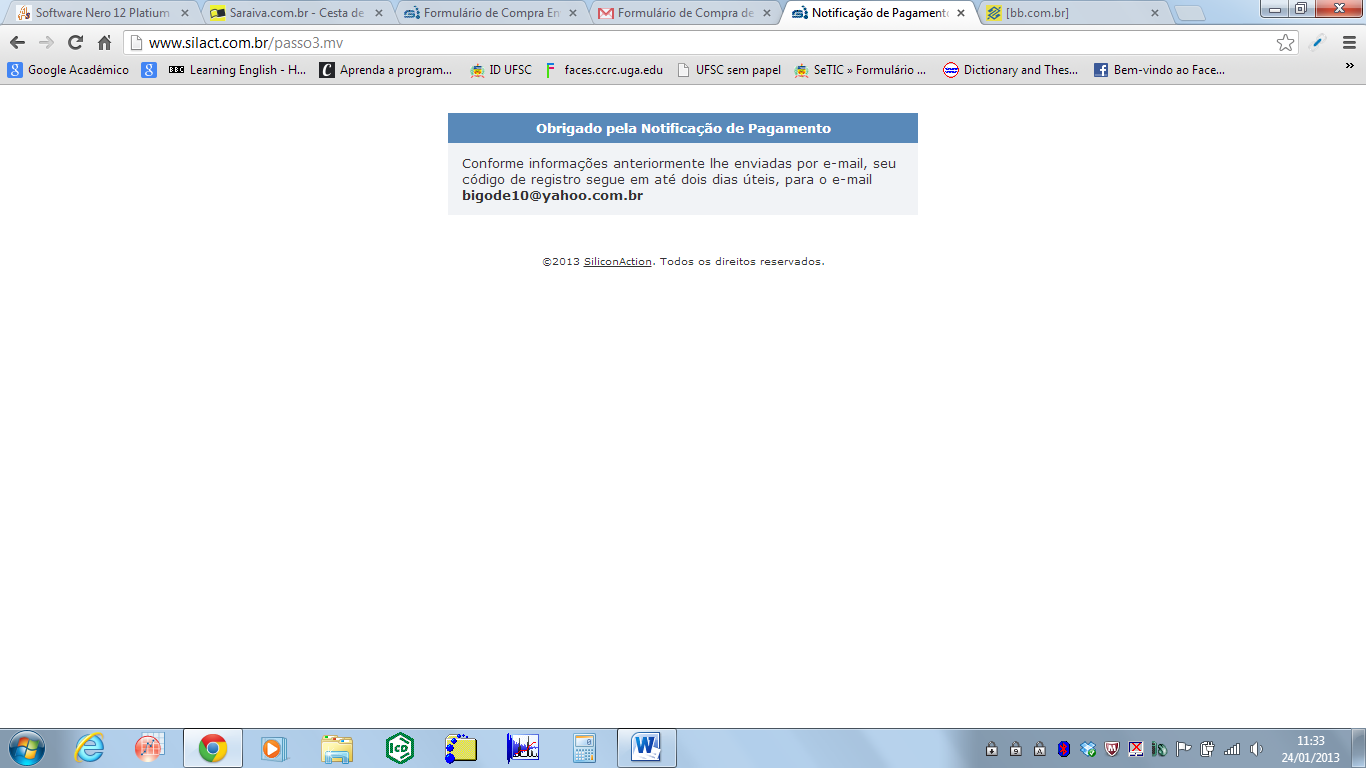 Software Nero 12 Platium
Saraiva.com.br - Cesta de
Formulário de Compra En
Formulário de Compra de
Notificação de Pagament
[bb.com.br]
www.silact.com.br/passo3.mv
Google Acadêmico
BBC Learning English - H...
Aprenda a program...
ID UFSC
faces.ccrc.uga.edu
UFSC sem papel
SeTIC » Formulário ...
Dictionary and Thes...
Bem-vindo ao Face...
Obrigado pela Notificação de Pagamento
Conforme informações anteriormente lhe enviadas por e-mail, seu
código de registro segue em até dois dias úteis, para o e-mail
bigode10@yahoo.com.br
©2013 SiliconAction. Todos os direitos reservados.
11:33
24/01/2013